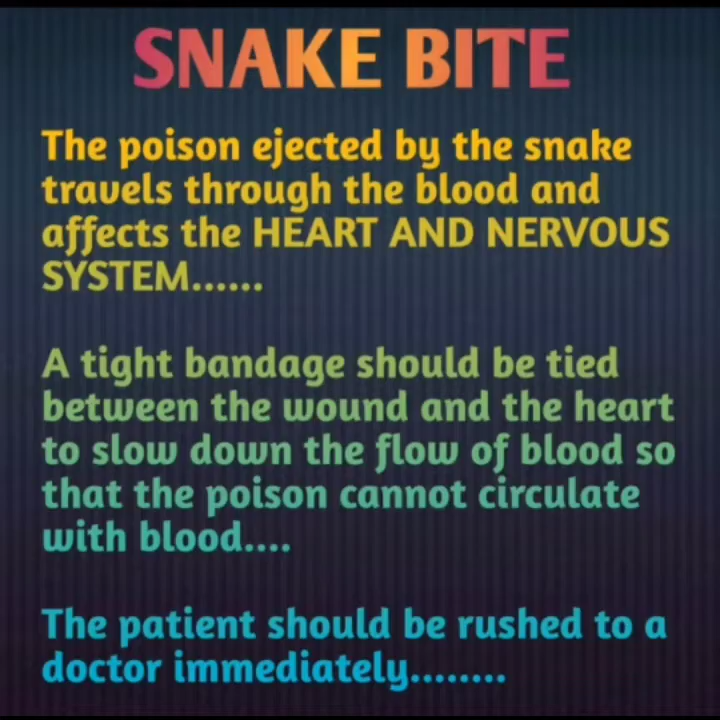 SNAKE BITE
The poison ejected by the snake
travels through the blood and
affects the HEART AND NERVOUS
SYSTEM......
A tight bandage should be tied
between the wound and the heart
to slow down the flow of blood so
that the poison cannot circulate
with blood....
The patient should be rushed to a
doctor immediately........